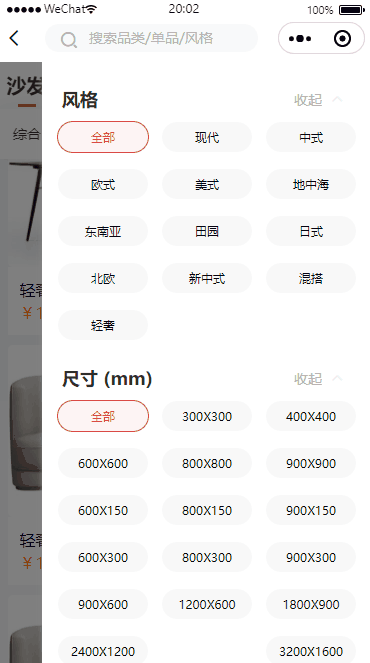 WeChat 20:02 100%
搜索品类/单品/风格
沙发
综合
风格 收起
全部 现代 中式
欧式 美式 地中海
东南亚 田园 日式
北欧 新中式 混搭
轻奢
¥1
轻奢
尺寸 (mm) 收起
全部 300X300 400X400
600X600 800X800 900X900
600X150 800X150 900X150
轻奢
¥1
600X300 800X300 900X300
900X600 1200X600 1800X900
2400X1200 3200X1600